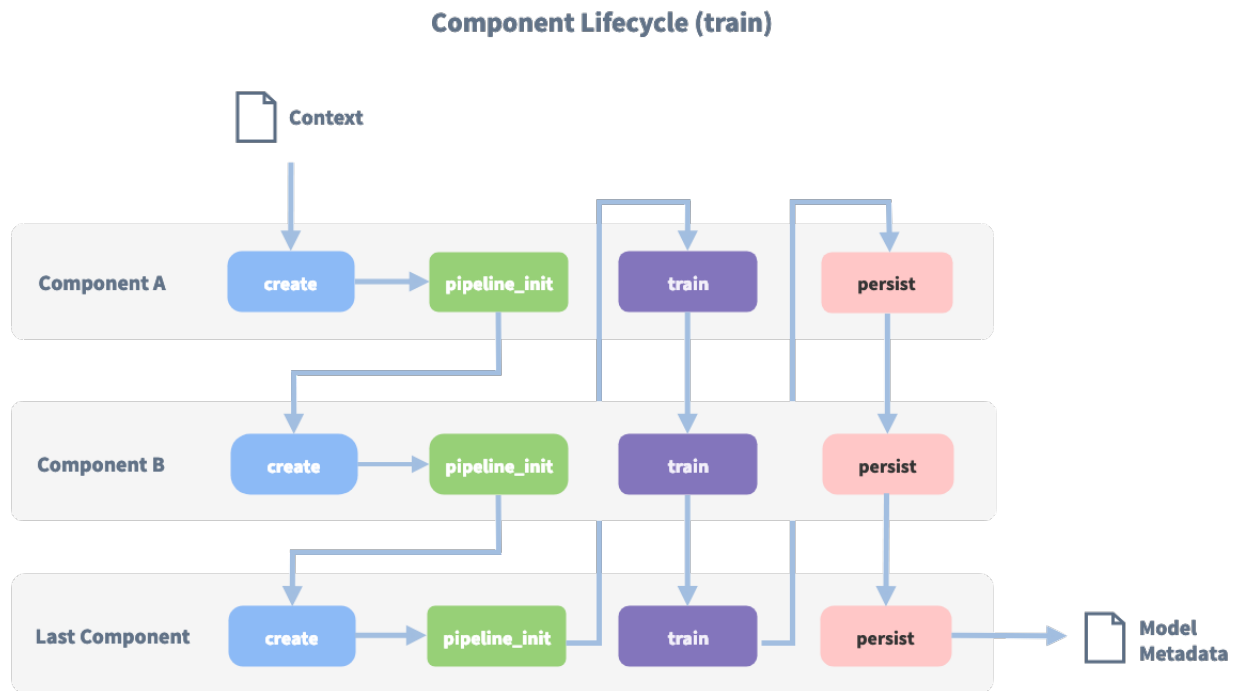 Component Lifecycle (train)
Context
Component A
create
pipeline_init
train
persist
Component B
create
pipeline_init
train
persist
Last Component
create
pipeline_init
train
persist
Model
Metadata